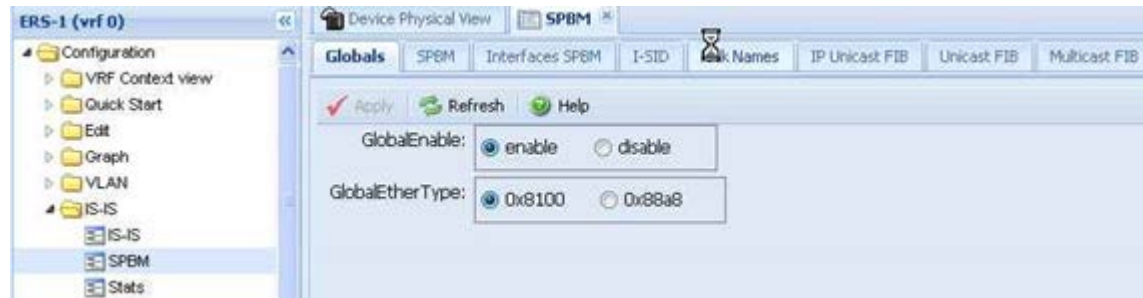 ERS-1 (vrf 0)
Configuration
VRF Context view
Quick Start
Edit
Graph
VLAN
IS-IS
IS-IS
SPBM
Stats
Device Physical View
SPBM
Globals
SPBM
Interfaces SPBM
I-SID
Names
IP Unicast FIB
Unicast FIB
Multicast FIB
Apply
Refresh
Help
GlobalEnable:
enable
disable
GlobalEtherType:
0x8100
0x88a8